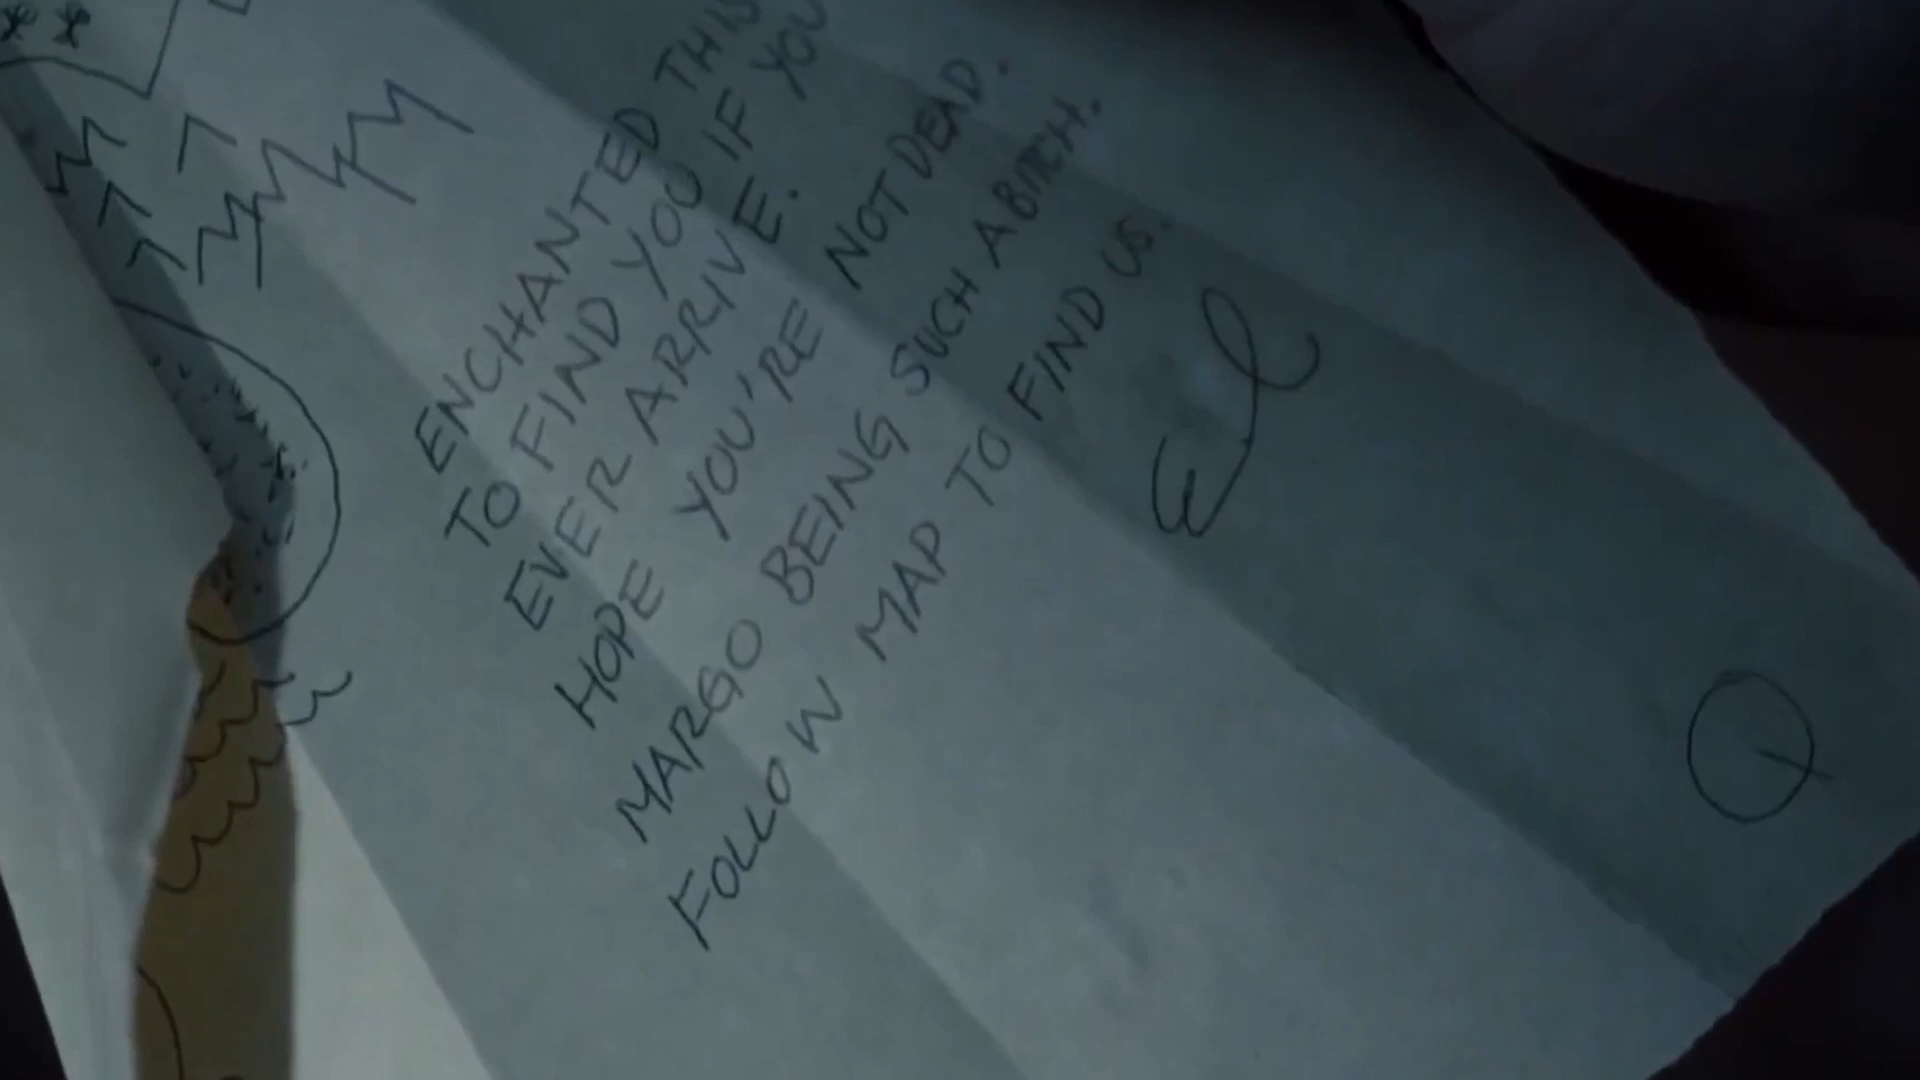 ENCHANTED THIS
TO FIND YOU IF YOU
EVER ARRIVE.
HOPE YOU'RE NOT DEAD.
MARGO BEING SUCH A BITCH.
FOLLOW MAP TO FIND US.
El
Q